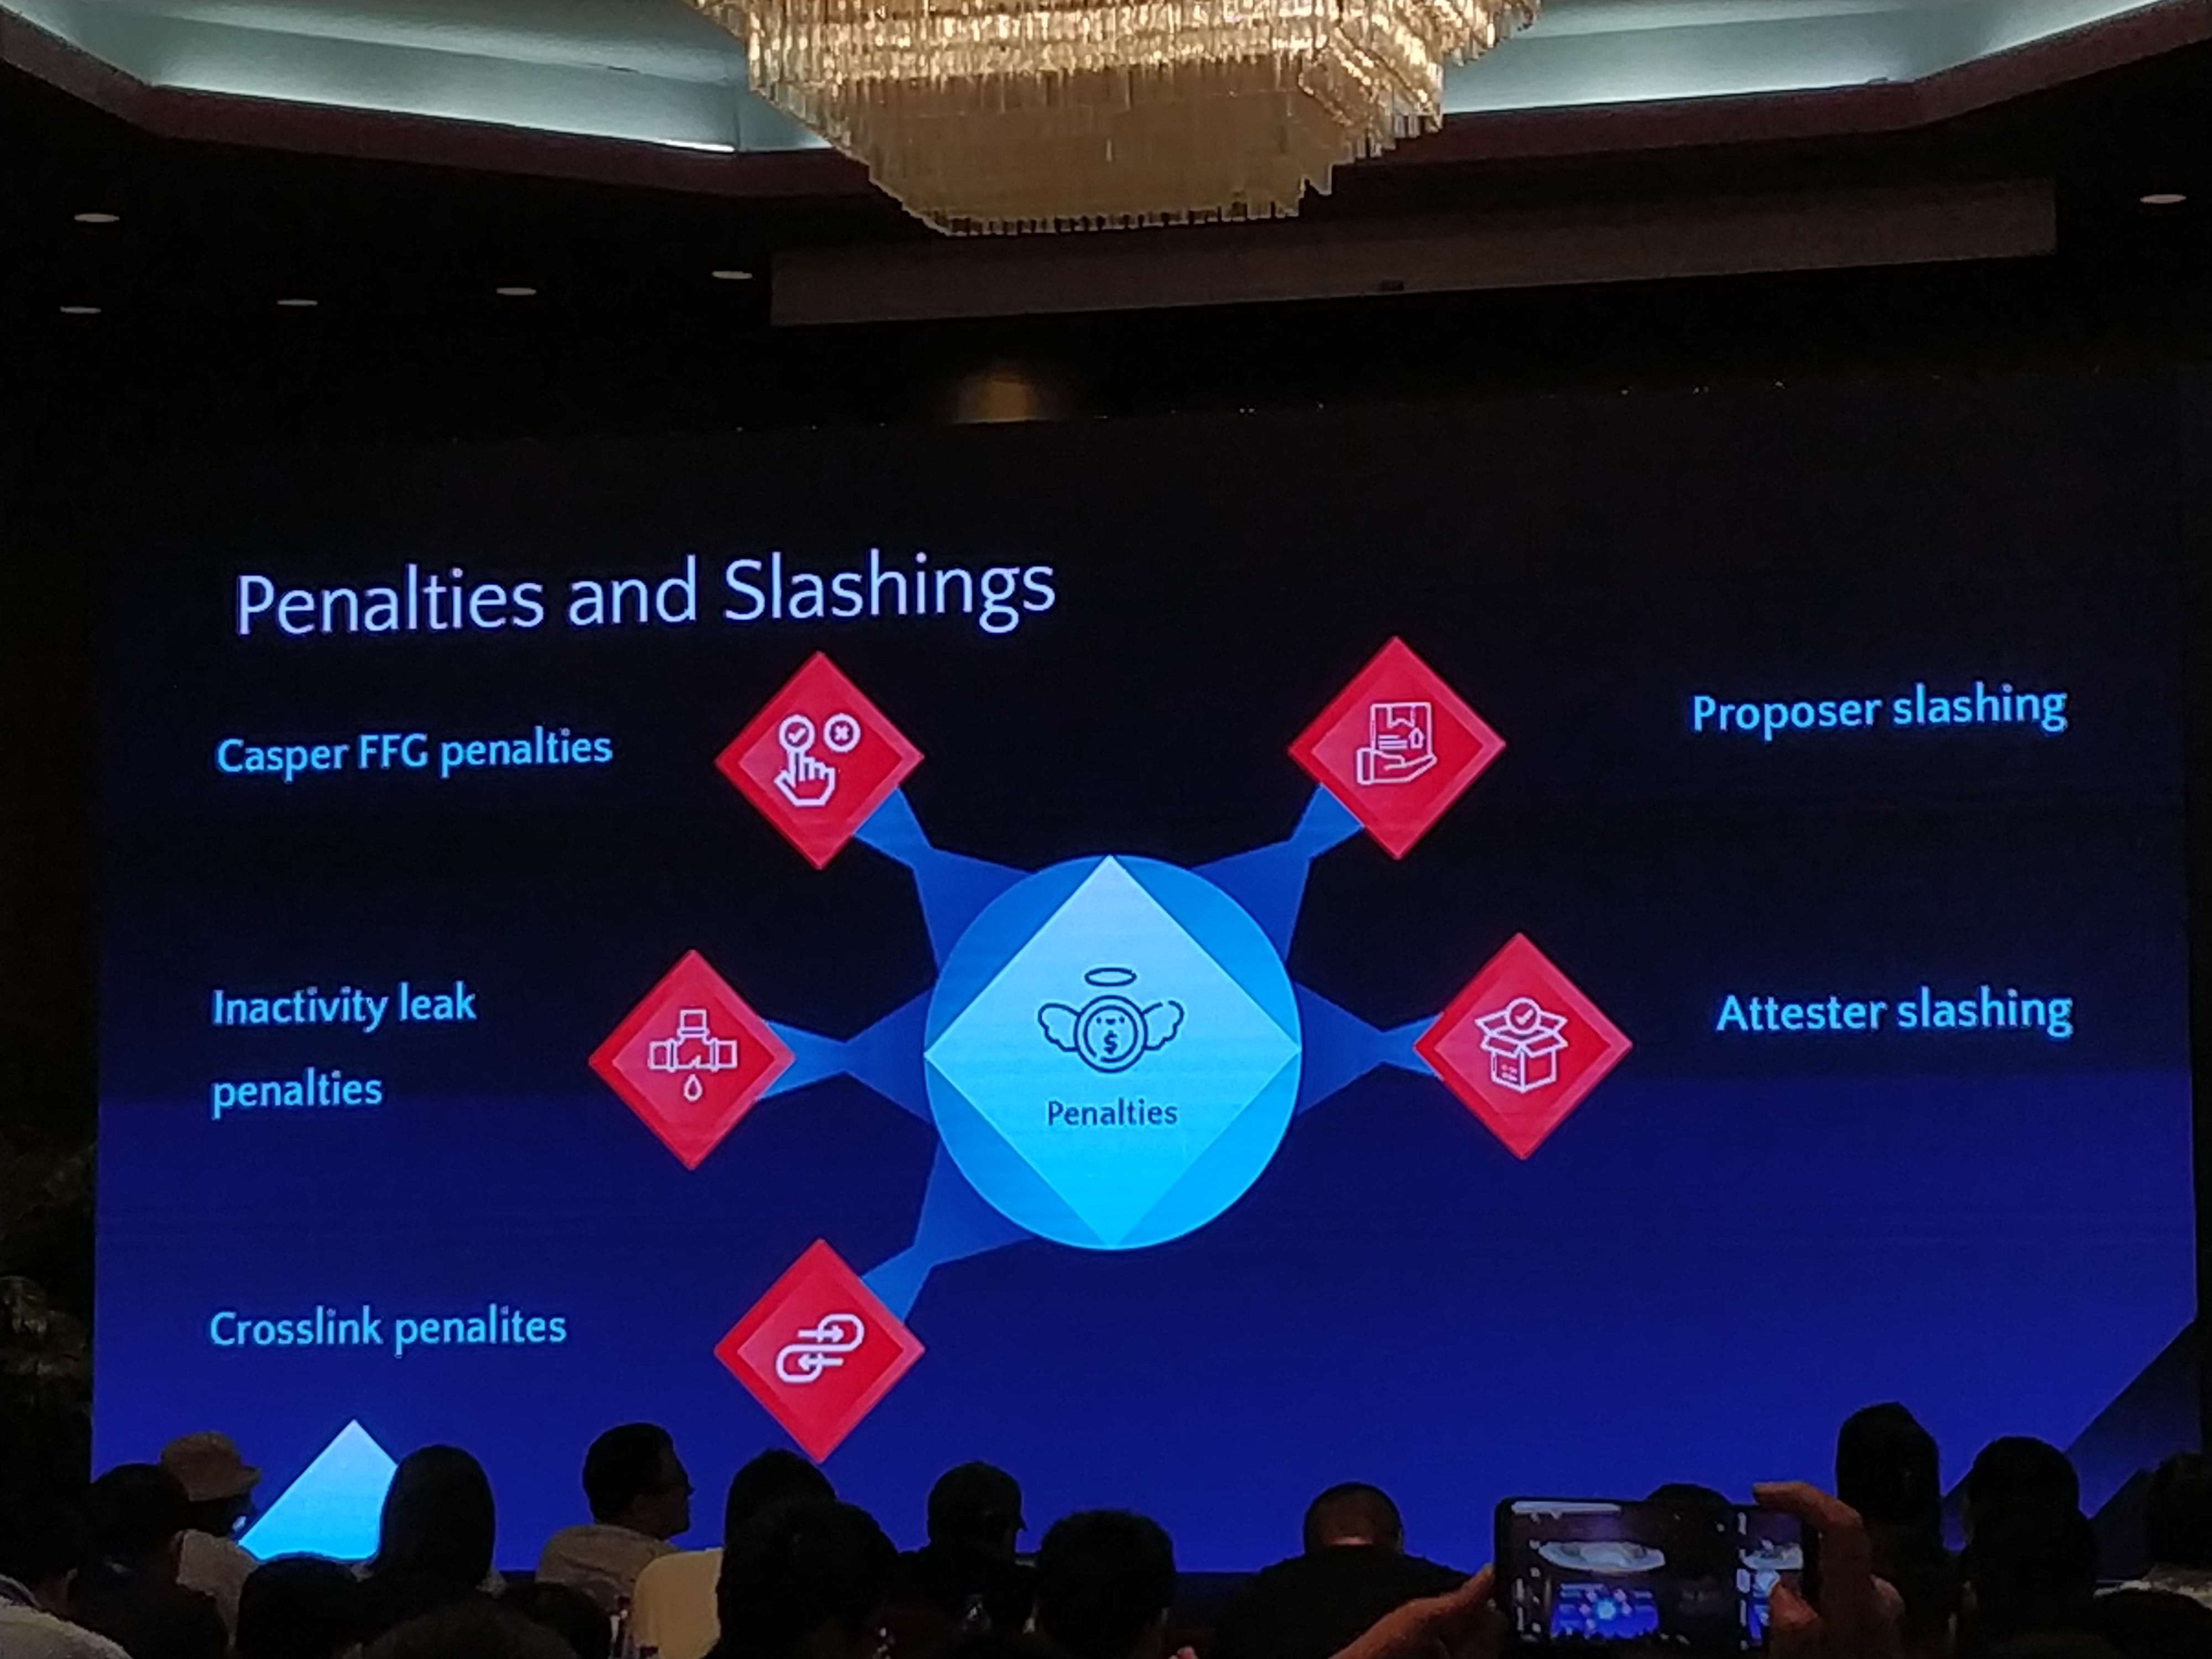 Penalties and Slashings
Casper FFG penalties
Inactivity leak
penalties
Crosslink penalites
Penalties
Proposer slashing
Attester slashing